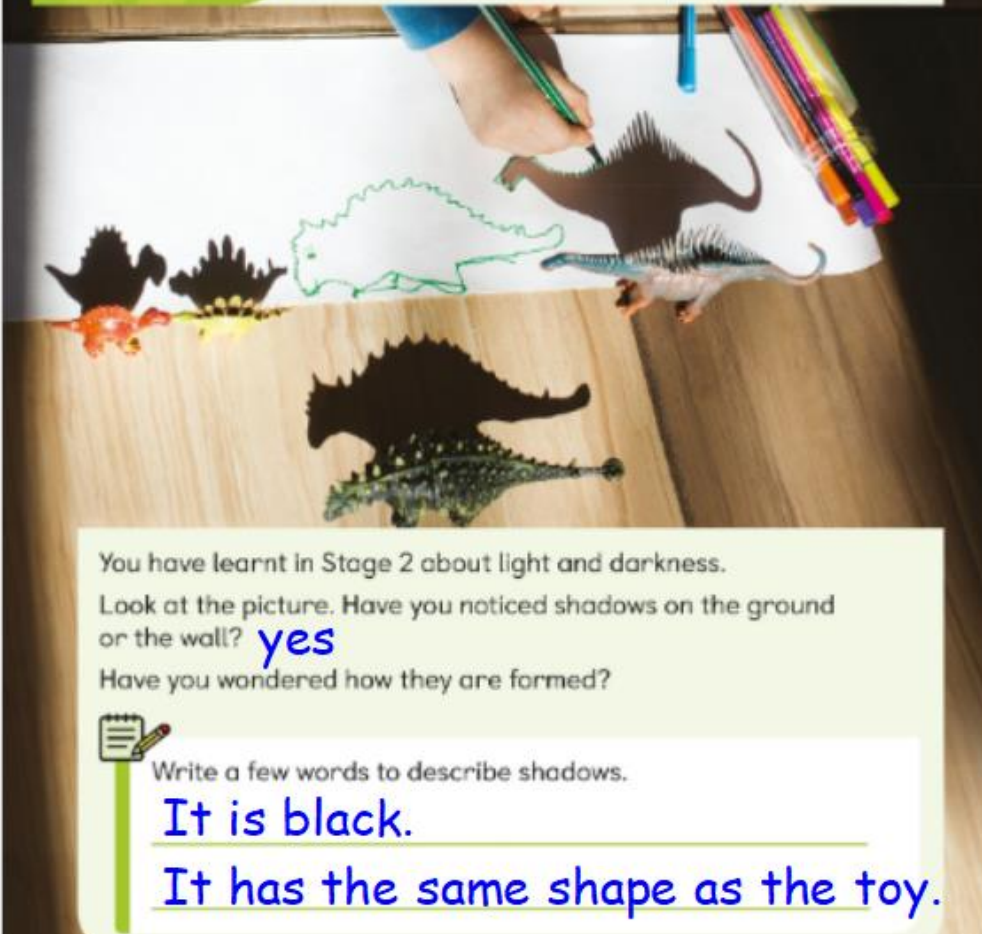 You have learnt in Stage 2 about light and darkness.
Look at the picture. Have you noticed shadows on the ground
or the wall? yes
Have you wondered how they are formed?
Write a few words to describe shadows.
It is black.
It has the same shape as the toy.